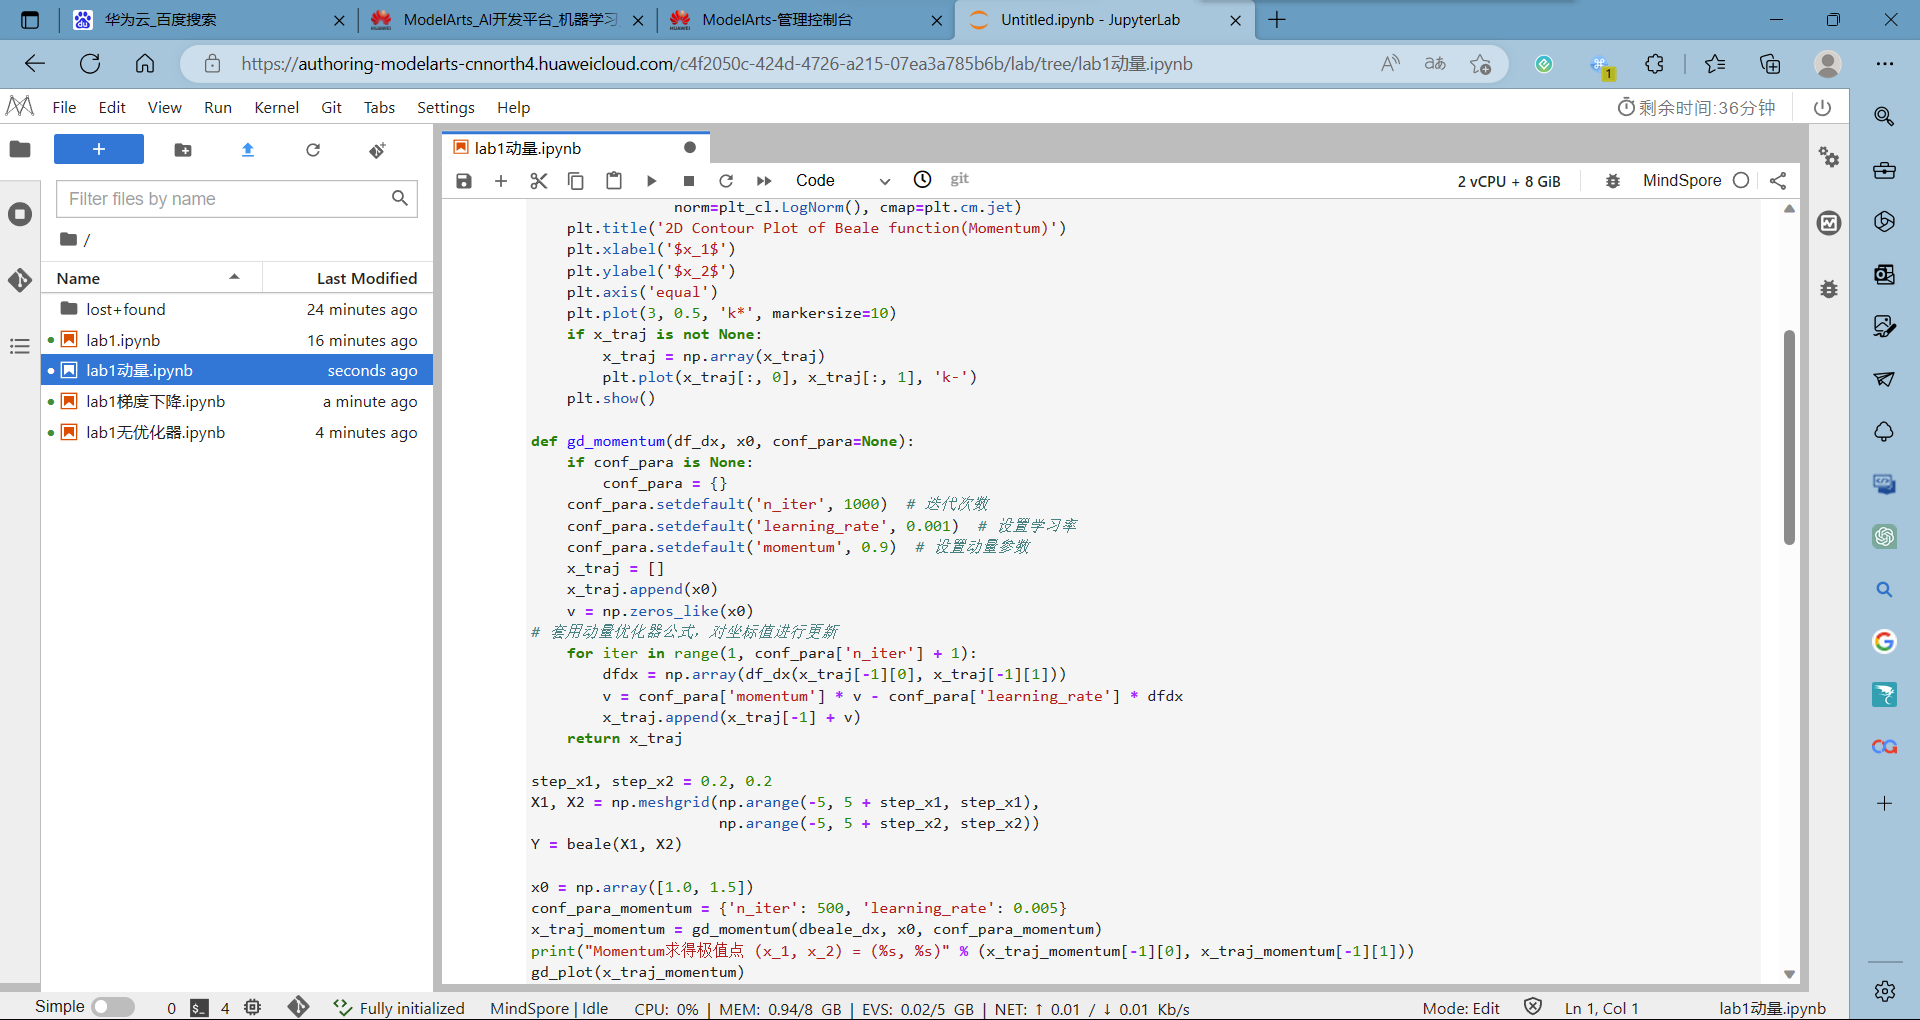 华为云_百度搜索
ModelArts_AI开发平台_机器学习
ModelArts-管理控制台
Untitled.ipynb - JupyterLab
https://authoring-modelarts-cnnorth4.huaweicloud.com/c4f2050c-424d-4726-a215-07ea3a785b6b/lab/tree/lab1动量.ipynb
aあ
1
File Edit View Run Kernel Git Tabs Settings Help
剩余时间:36分钟
lab1动量.ipynb
Code
git
2 vCPU + 8 GiB
MindSpore
Filter files by name
/
Name Last Modified
lost+found 24 minutes ago
lab1.ipynb 16 minutes ago
lab1动量.ipynb seconds ago
lab1梯度下降.ipynb a minute ago
lab1无优化器.ipynb 4 minutes ago
norm=plt_cl.LogNorm(), cmap=plt.cm.jet)
plt.title('2D Contour Plot of Beale function(Momentum)')
plt.xlabel('$x_1$')
plt.ylabel('$x_2$')
plt.axis('equal')
plt.plot(3, 0.5, 'k*', markersize=10)
if x_traj is not None:
x_traj = np.array(x_traj)
plt.plot(x_traj[:, 0], x_traj[:, 1], 'k-')
plt.show()
def gd_momentum(df_dx, x0, conf_para=None):
if conf_para is None:
conf_para = {}
conf_para.setdefault('n_iter', 1000) # 迭代次数
conf_para.setdefault('learning_rate', 0.001) # 设置学习率
conf_para.setdefault('momentum', 0.9) # 设置动量参数
x_traj = []
x_traj.append(x0)
v = np.zeros_like(x0)
# 套用动量优化器公式，对坐标值进行更新
for iter in range(1, conf_para['n_iter'] + 1):
dfdx = np.array(df_dx(x_traj[-1][0], x_traj[-1][1]))
v = conf_para['momentum'] * v - conf_para['learning_rate'] * dfdx
x_traj.append(x_traj[-1] + v)
return x_traj
step_x1, step_x2 = 0.2, 0.2
X1, X2 = np.meshgrid(np.arange(-5, 5 + step_x1, step_x1),
np.arange(-5, 5 + step_x2, step_x2))
Y = beale(X1, X2)
x0 = np.array([1.0, 1.5])
conf_para_momentum = {'n_iter': 500, 'learning_rate': 0.005}
x_traj_momentum = gd_momentum(dbeale_dx, x0, conf_para_momentum)
print("Momentum求得极值点 (x_1, x_2) = (%s, %s)" % (x_traj_momentum[-1][0], x_traj_momentum[-1][1]))
gd_plot(x_traj_momentum)
Simple 0 4 Fully initialized MindSpore | Idle CPU: 0% | MEM: 0.94/8 GB | EVS: 0.02/5 GB | NET: ↑ 0.01 / ↓ 0.01 Kb/s Mode: Edit Ln 1, Col 1 lab1动量.ipynb